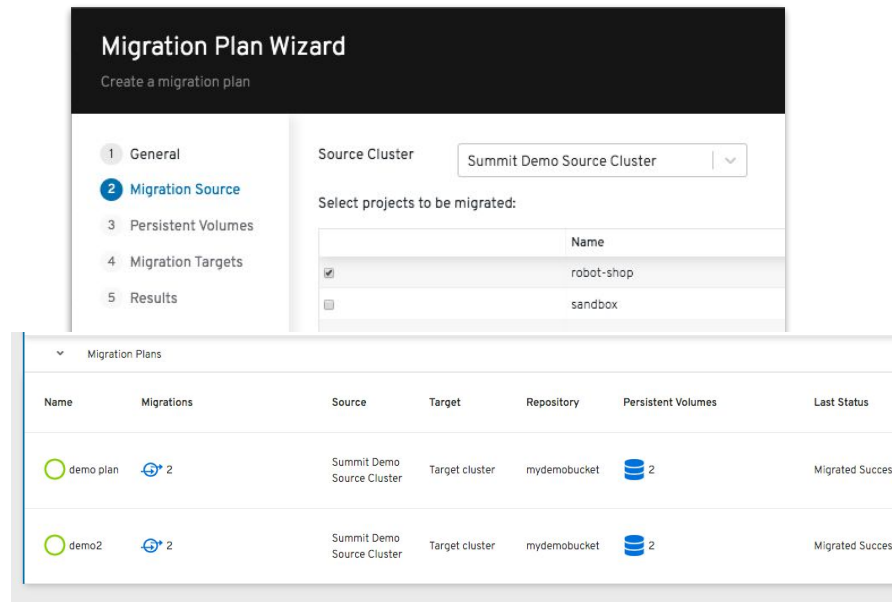 Migration Plan Wizard
Create a migration plan
1 General
2 Migration Source
3 Persistent Volumes
4 Migration Targets
5 Results
Source Cluster
Summit Demo Source Cluster
Select projects to be migrated:
Name
robot-shop
sandbox
Migration Plans
Name Migrations Source Target Repository Persistent Volumes Last Status
demo plan 2 Summit Demo Source Cluster Target cluster mydemobucket 2 Migrated Succes
demo2 2 Summit Demo Source Cluster Target cluster mydemobucket 2 Migrated Succes